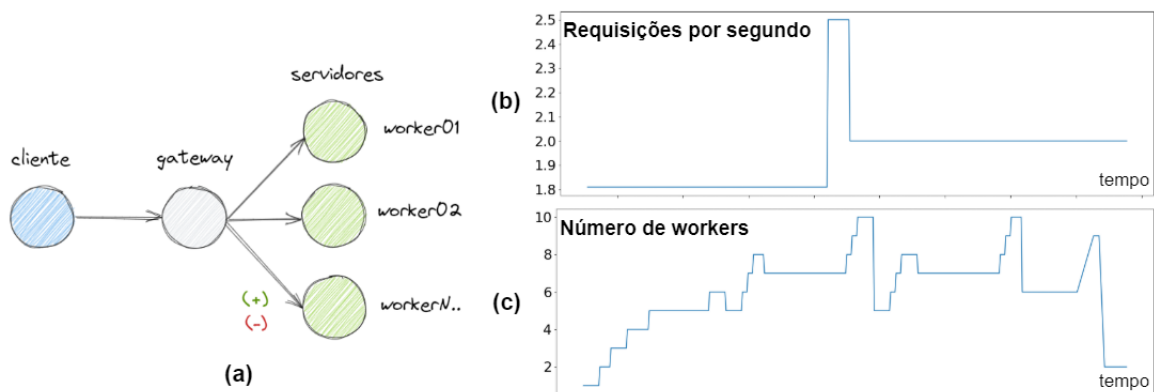 servidores
worker01
cliente
gateway
worker02
(+)
(-)
workerN..
(a)
(b)
Requisições por segundo
2.5
2.4
2.3
2.2
2.1
2.0
1.9
1.8
tempo
(c)
Número de workers
10
8
6
4
2
tempo